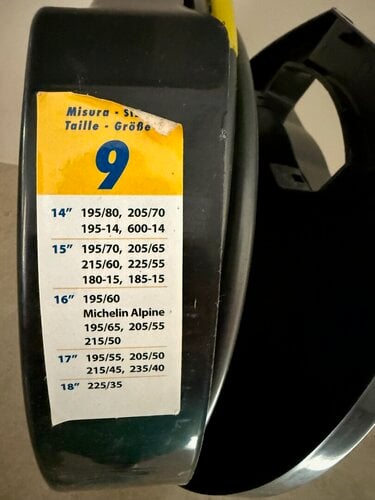 Misura -
Taille - Größe
9
14” 195/80, 205/70
195-14, 600-14
15” 195/70, 205/65
215/60, 225/55
180-15, 185-15
16” 195/60
Michelin Alpine
195/65, 205/55
215/50
17” 195/55, 205/50
215/45, 235/40
18” 225/35